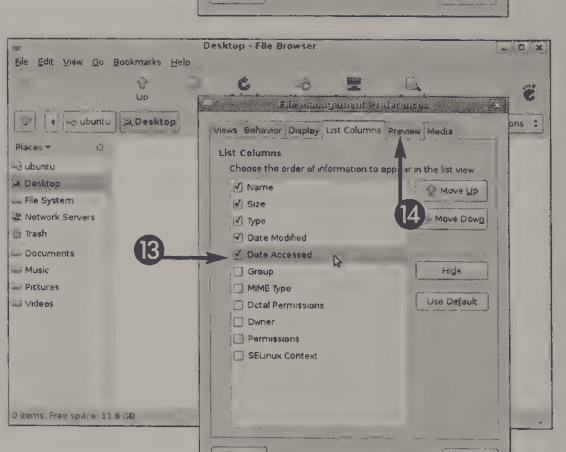 Desktop - File Browser
File Edit View Go Bookmarks Help
Up
File Management Preferences
ubuntu Desktop
Views Behavior Display List Columns Preview Media
Places
ubuntu
Desktop
File System
Network Servers
Trash
Documents
Music
Pictures
Videos
List Columns
Choose the order of information to appear in the list view
Name
Size
Type
Date Modified
Date Accessed
Group
MIME Type
Octal Permissions
Owner
Permissions
SELinux Context
Move Up
Move Down
Hide
Use Default
13
14
0 items, Free space: 11.8 GB